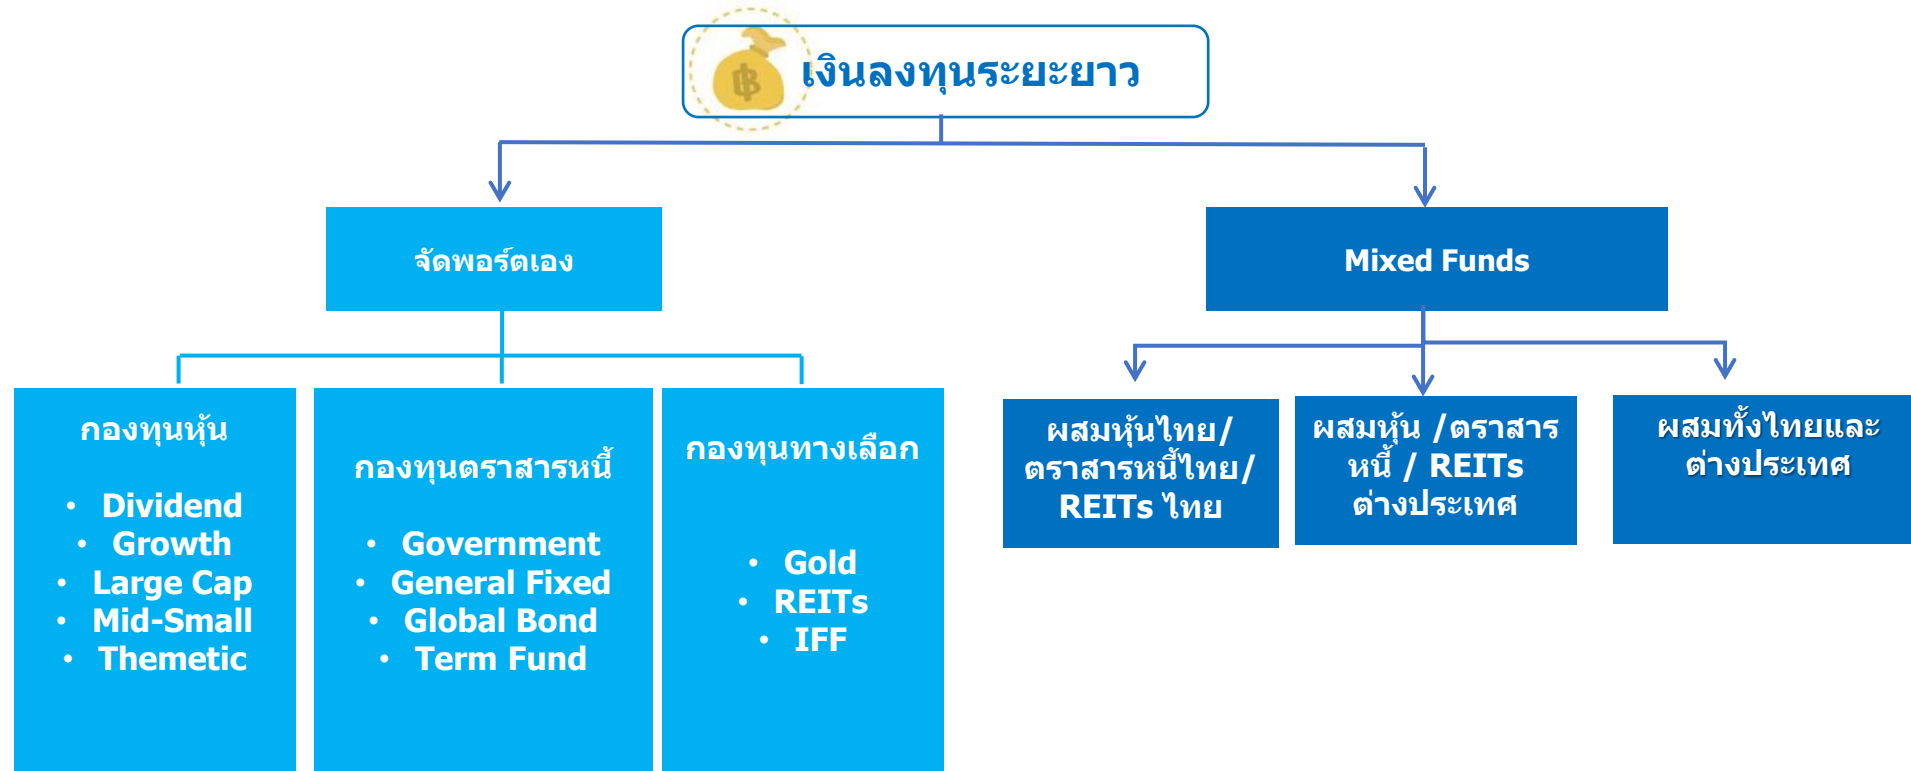 เงินลงทุนระยะยาว
จัดพอร์ตเอง
Mixed Funds
กองทุนหุ้น
• Dividend
• Growth
• Large Cap
• Mid-Small
• Themetic
กองทุนตราสารหนี้
• Government
• General Fixed
• Global Bond
• Term Fund
กองทุนทางเลือก
• Gold
• REITs
• IFF
ผสมหุ้นไทย/
ตราสารหนี้ไทย/
REITs ไทย
ผสมหุ้น /ตราสาร
หนี้ / REITs
ต่างประเทศ
ผสมทั้งไทยและ
ต่างประเทศ